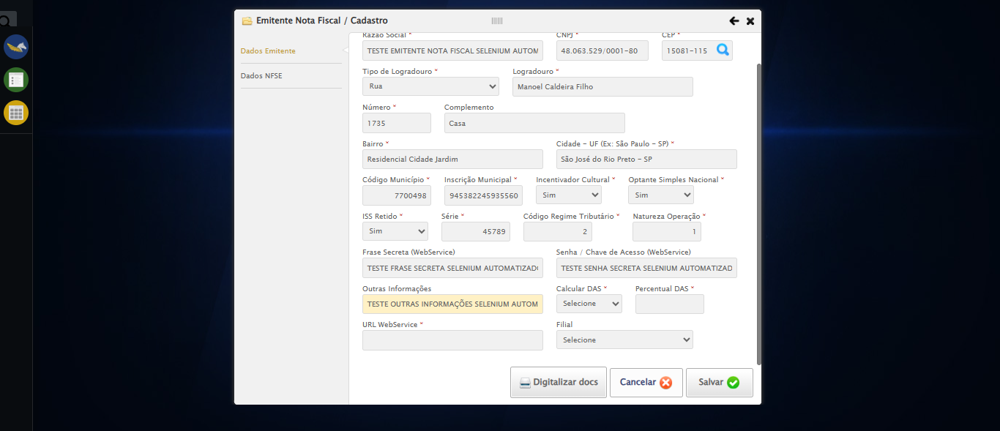 Emitente Nota Fiscal / Cadastro
Dados Emitente
Dados NFSE
Razão Social * CNPJ * CEP *
TESTE EMITENTE NOTA FISCAL SELENIUM AUTOM 48.063.529/0001-80 15081-115
Tipo de Logradouro * Logradouro *
Rua Manoel Caldeira Filho
Número * Complemento
1735 Casa
Bairro * Cidade - UF (Ex: São Paulo - SP) *
Residencial Cidade Jardim São José do Rio Preto - SP
Código Município * Inscrição Municipal * Incentivador Cultural * Optante Simples Nacional *
7700498 945382245935560 Sim Sim
ISS Retido * Série * Código Regime Tributário * Natureza Operação *
Sim 45789 2 1
Frase Secreta (WebService) Senha / Chave de Acesso (WebService)
TESTE FRASE SECRETA SELENIUM AUTOMATIZADO TESTE SENHA SECRETA SELENIUM AUTOMATIZAD
Outras Informações Calcular DAS * Percentual DAS *
TESTE OUTRAS INFORMAÇÕES SELENIUM AUTOM Selecione
URL WebService * Filial
Selecione
Digitalizar docs Cancelar Salvar